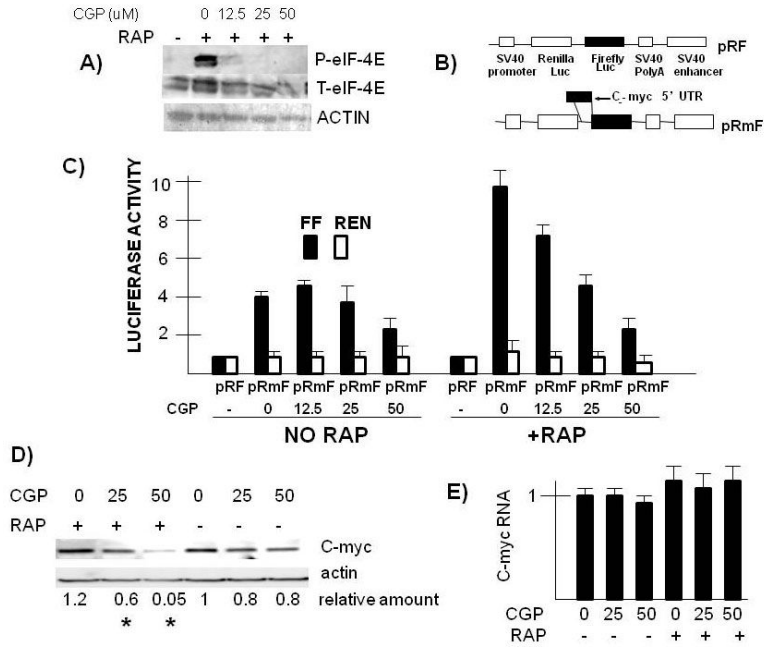 CGP (uM) 0 12.5 25 50
RAP - + + + +
A)
P-eIF-4E
T-eIF-4E
ACTIN
B)
pRF
SV40 promoter
Renilla Luc
Firefly Luc
SV40 PolyA
SV40 enhancer
C-myc 5' UTR
pRmF
C)
LUCIFERASE ACTIVITY
10
8
6
4
2
FF REN
pRF pRmF pRmF pRmF pRmF pRF pRmF pRmF pRmF pRmF
CGP - 0 12.5 25 50 - 0 12.5 25 50
NO RAP +RAP
D)
CGP 0 25 50 0 25 50
RAP + + + - - -
C-myc
actin
1.2 0.6 0.05 1 0.8 0.8 relative amount
* *
E)
C-myc RNA
1
CGP 0 25 50 0 25 50
RAP - - - + + +